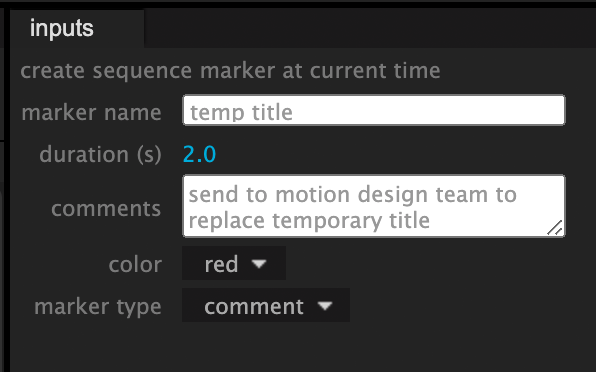 inputs
create sequence marker at current time
marker name temp title
duration (s) 2.0
comments send to motion design team to
replace temporary title
color red
marker type comment